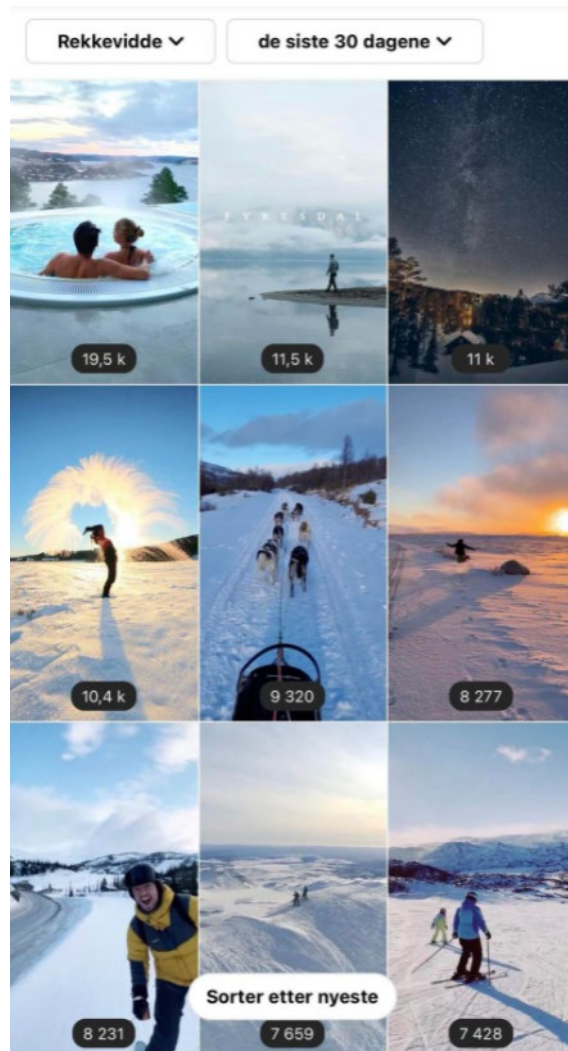 Rekkevidde
de siste 30 dagene
FYRESDAL
19,5 k
11,5 k
11 k
10,4 k
9 320
8 277
Sorter etter nyeste
8 231
7 659
7 428